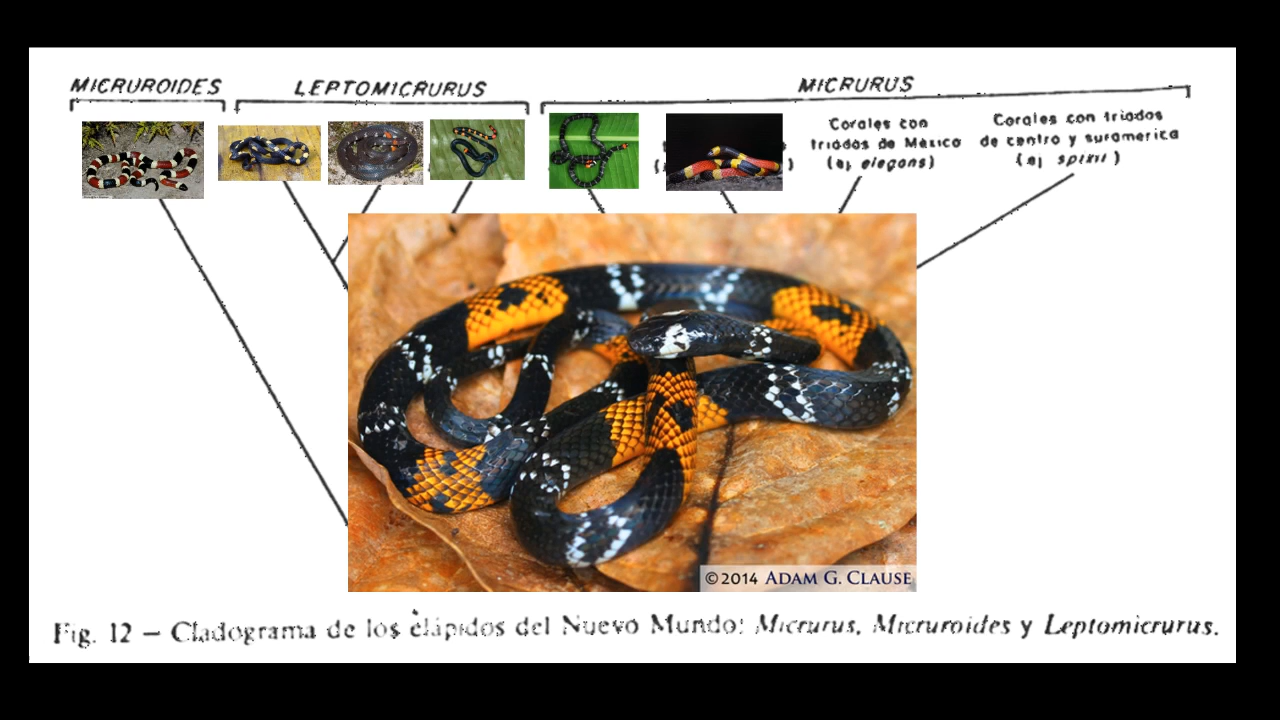 MICRUROIDES
LEPTOMICRURUS
MICRURUS
Corales con
triadas de México
(ej elegans)
Corales con triadas
de centro y suramerica
(ej spixii)
©2014 ADAM G. CLAUSE
Fig. 12 – Cladograma de los elápidos del Nuevo Mundo: Micrurus, Micruroides y Leptomicrurus.